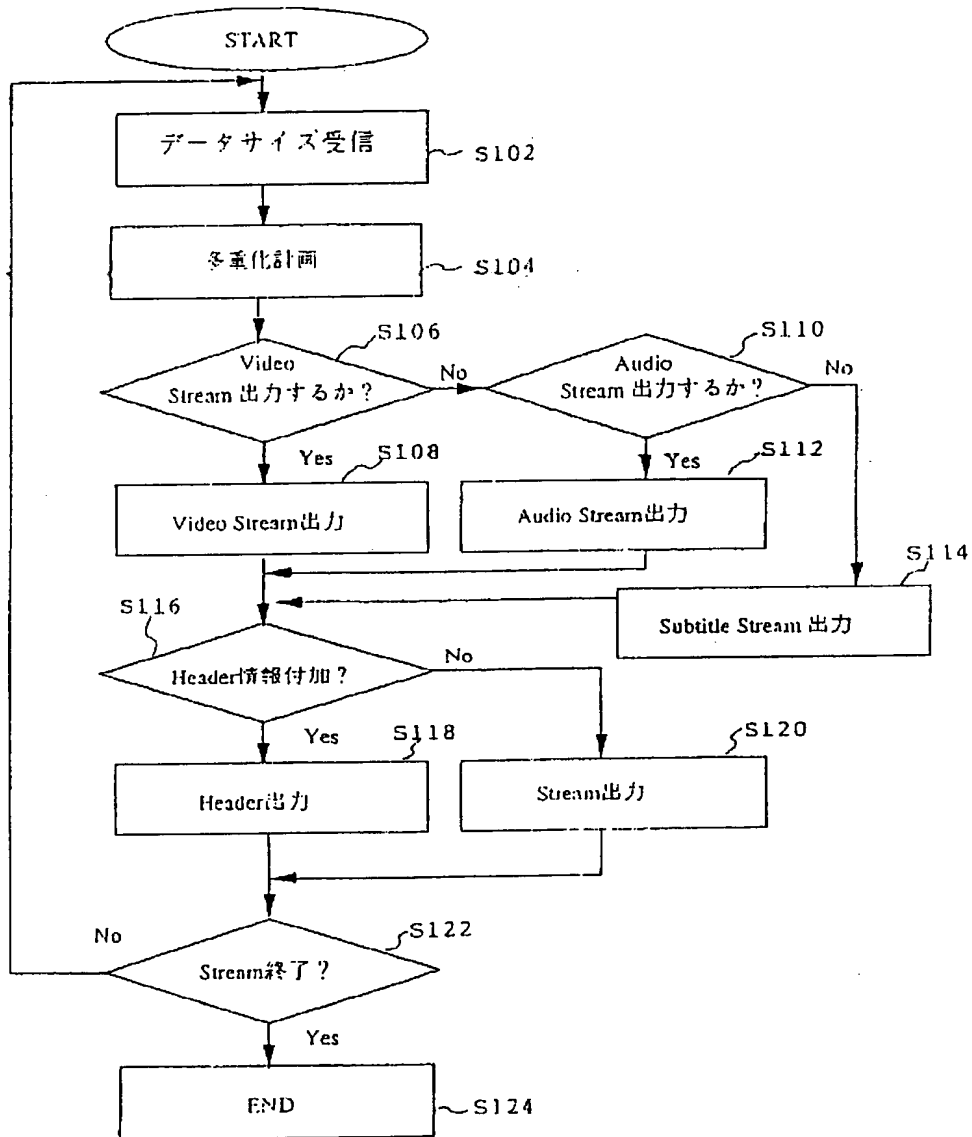 START
データサイズ受信
S102
多重化計画
S104
S106
Video
Stream 出力するか?
No
S110
Audio
Stream 出力するか?
No
Yes
S108
Video Stream出力
Yes
S112
Audio Stream出力
S114
Subtitle Stream 出力
S116
Header情報付加?
No
Yes
S118
Header出力
S120
Stream出力
No
S122
Stream終了?
Yes
END
S124